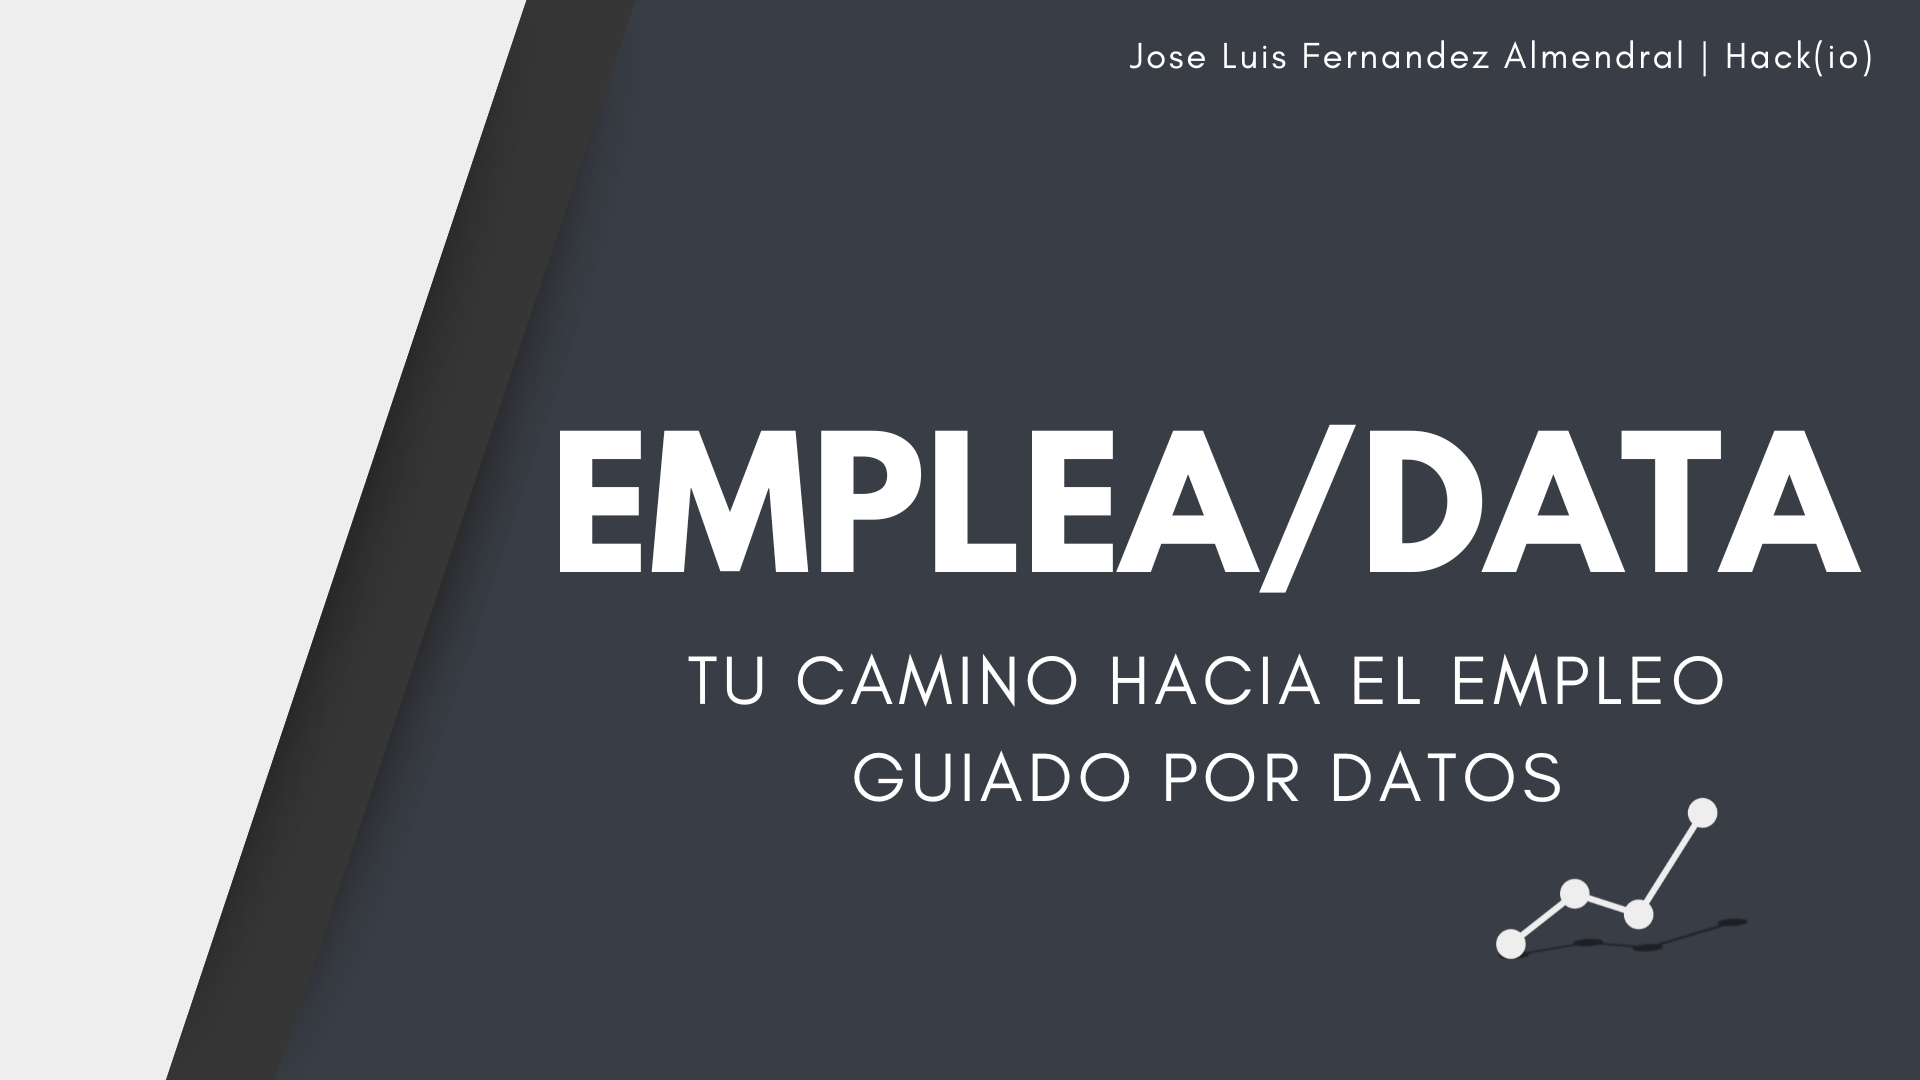 Jose Luis Fernandez Almendral | Hack(io)
EMPLEA/DATA
TU CAMINO HACIA EL EMPLEO
GUIADO POR DATOS